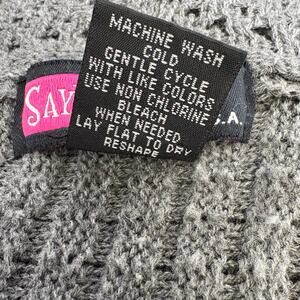 MACHINE WASH
COLD
GENTLE CYCLE
WITH LIKE COLORS
USE NON CHLORINE
BLEACH
WHEN NEEDED
LAY FLAT TO DRY
RESHAPE
SAY
.A.